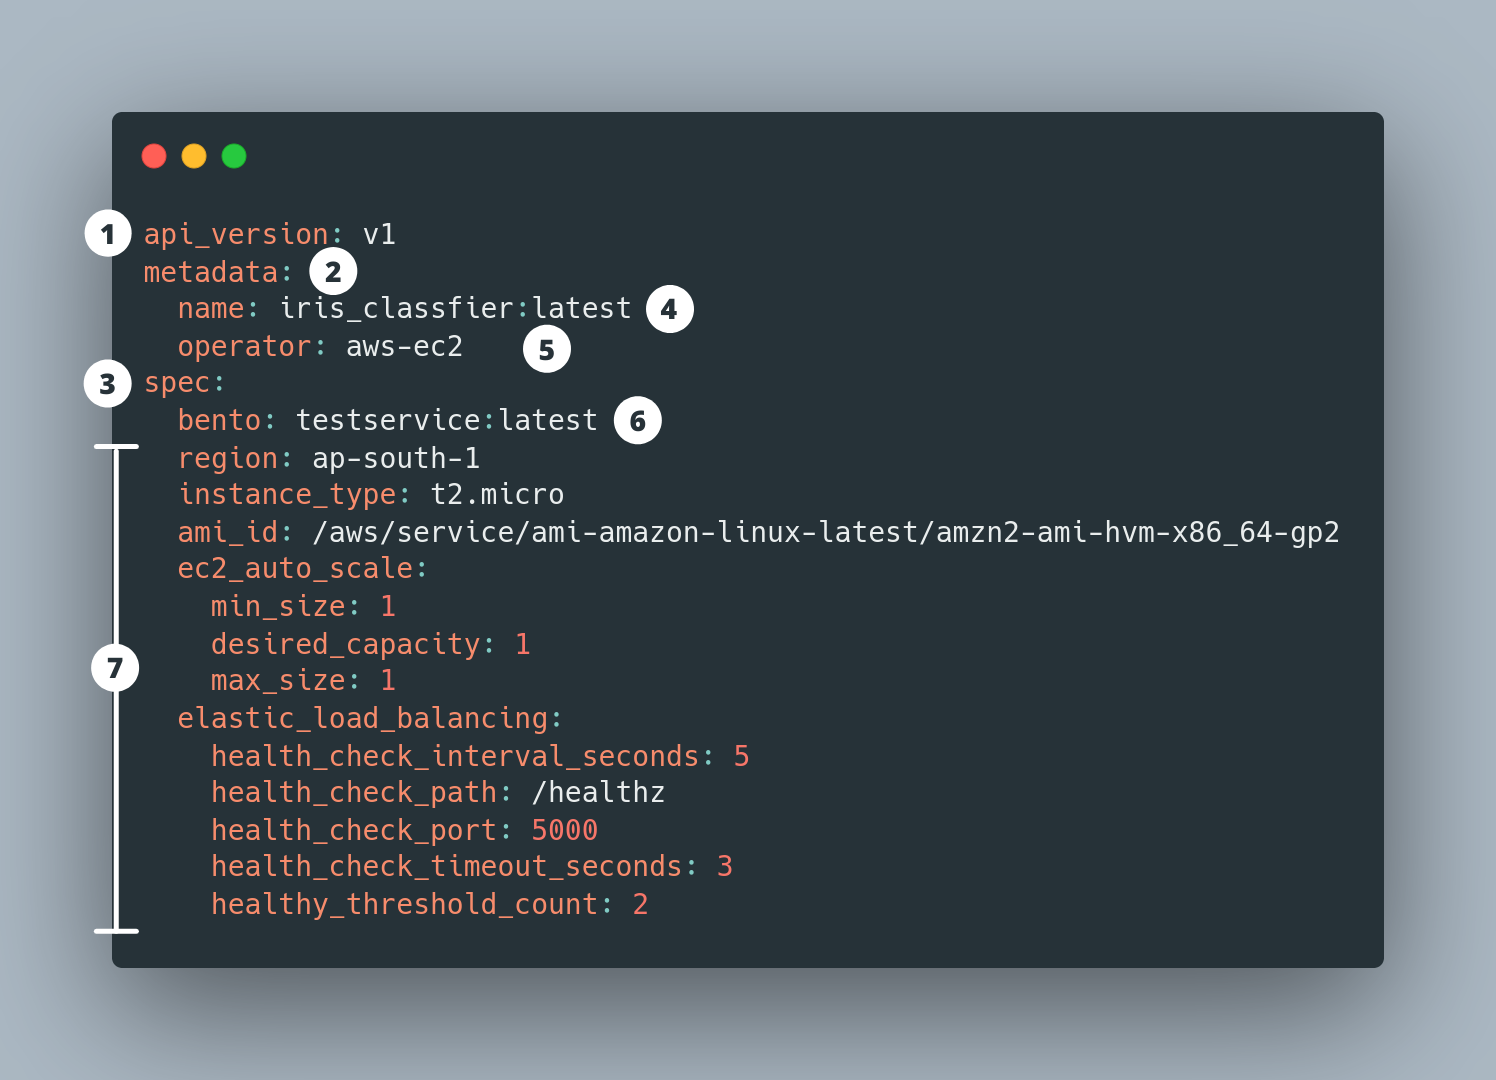 1 api_version: v1
metadata: 2
name: iris_classfier:latest 4
operator: aws-ec2 5
3 spec:
bento: testservice:latest 6
region: ap-south-1
instance_type: t2.micro
ami_id: /aws/service/ami-amazon-linux-latest/amzn2-ami-hvm-x86_64-gp2
ec2_auto_scale:
min_size: 1
desired_capacity: 1
7
max_size: 1
elastic_load_balancing:
health_check_interval_seconds: 5
health_check_path: /healthz
health_check_port: 5000
health_check_timeout_seconds: 3
healthy_threshold_count: 2